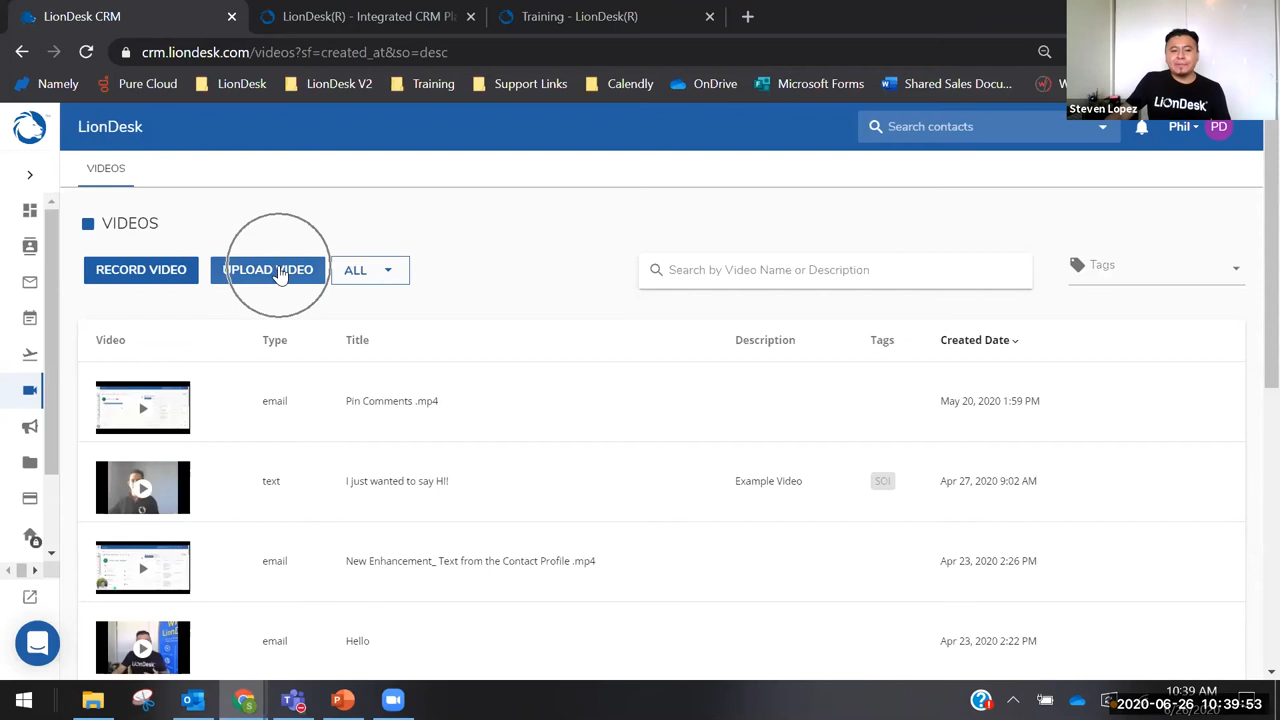 LionDesk CRM
LionDesk(R) - Integrated CRM Pl
Training - LionDesk(R)
crm.liondesk.com/videos?sf=created_at&so=desc
Namely
Pure Cloud
LionDesk
LionDesk V2
Training
Support Links
Calendly
OneDrive
Microsoft Forms
Shared Sales Docu...
Steven Lopez
LionDesk
LionDesk
Search contacts
Phil
PD
VIDEOS
VIDEOS
RECORD VIDEO
UPLOAD VIDEO
ALL
Search by Video Name or Description
Tags
Video Type Title Description Tags Created Date
email Pin Comments .mp4 May 20, 2020 1:59 PM
text I just wanted to say HI! Example Video SOI Apr 27, 2020 9:02 AM
email New Enhancement_ Text from the Contact Profile .mp4 Apr 23, 2020 2:26 PM
email Hello Apr 23, 2020 2:22 PM
10:39 AM
2020-06-26 10:39:53